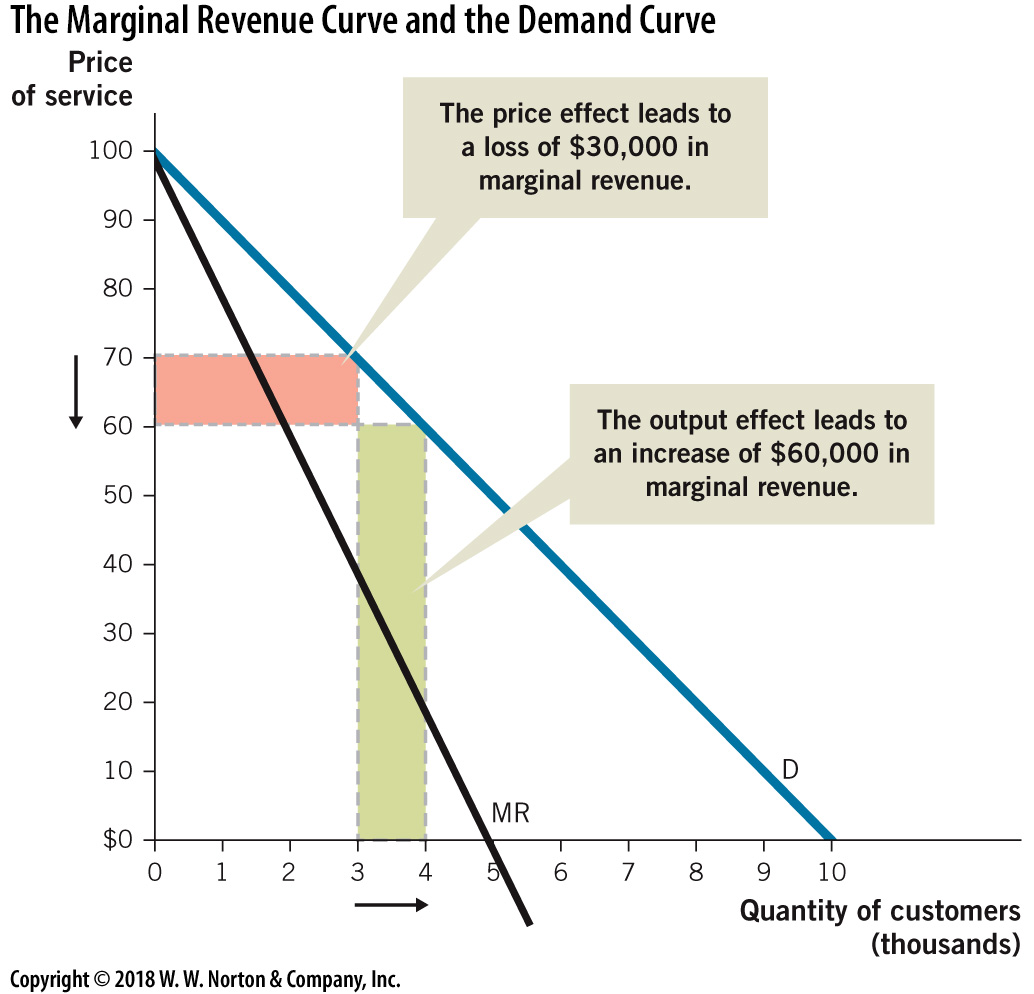 The Marginal Revenue Curve and the Demand Curve
Price
of service
The price effect leads to
a loss of $30,000 in
marginal revenue.
The output effect leads to
an increase of $60,000 in
marginal revenue.
100
90
80
70
60
50
40
30
20
10
$0
D
MR
0 1 2 3 4 5 6 7 8 9 10
Quantity of customers
(thousands)
Copyright © 2018 W. W. Norton & Company, Inc.